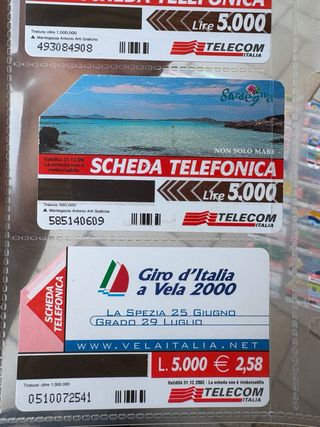 Lire 5.000
Tiratura: oltre 1.000.000
Mantegazza Antonio Arti Grafiche
493084908
TELECOM
ITALIA
Sardegna
NON SOLO MARE
Validità 31.12.98
La scheda non è
rimborsabile
SCHEDA TELEFONICA
Lire 5.000
Tiratura: 580.000
Mantegazza Antonio Arti Grafiche
585140609
TELECOM
ITALIA
SCHEDA
TELEFONICA
Giro d'Italia
a Vela 2000
LA SPEZIA 25 GIUGNO
GRADO 29 LUGLIO
WWW.VELAITALIA.NET
L. 5.000 € 2,58
Tiratura: oltre 1.000.000
Validità 31.12.2002 - La scheda non è rimborsabile
0510072541
TELECOM
ITALIA